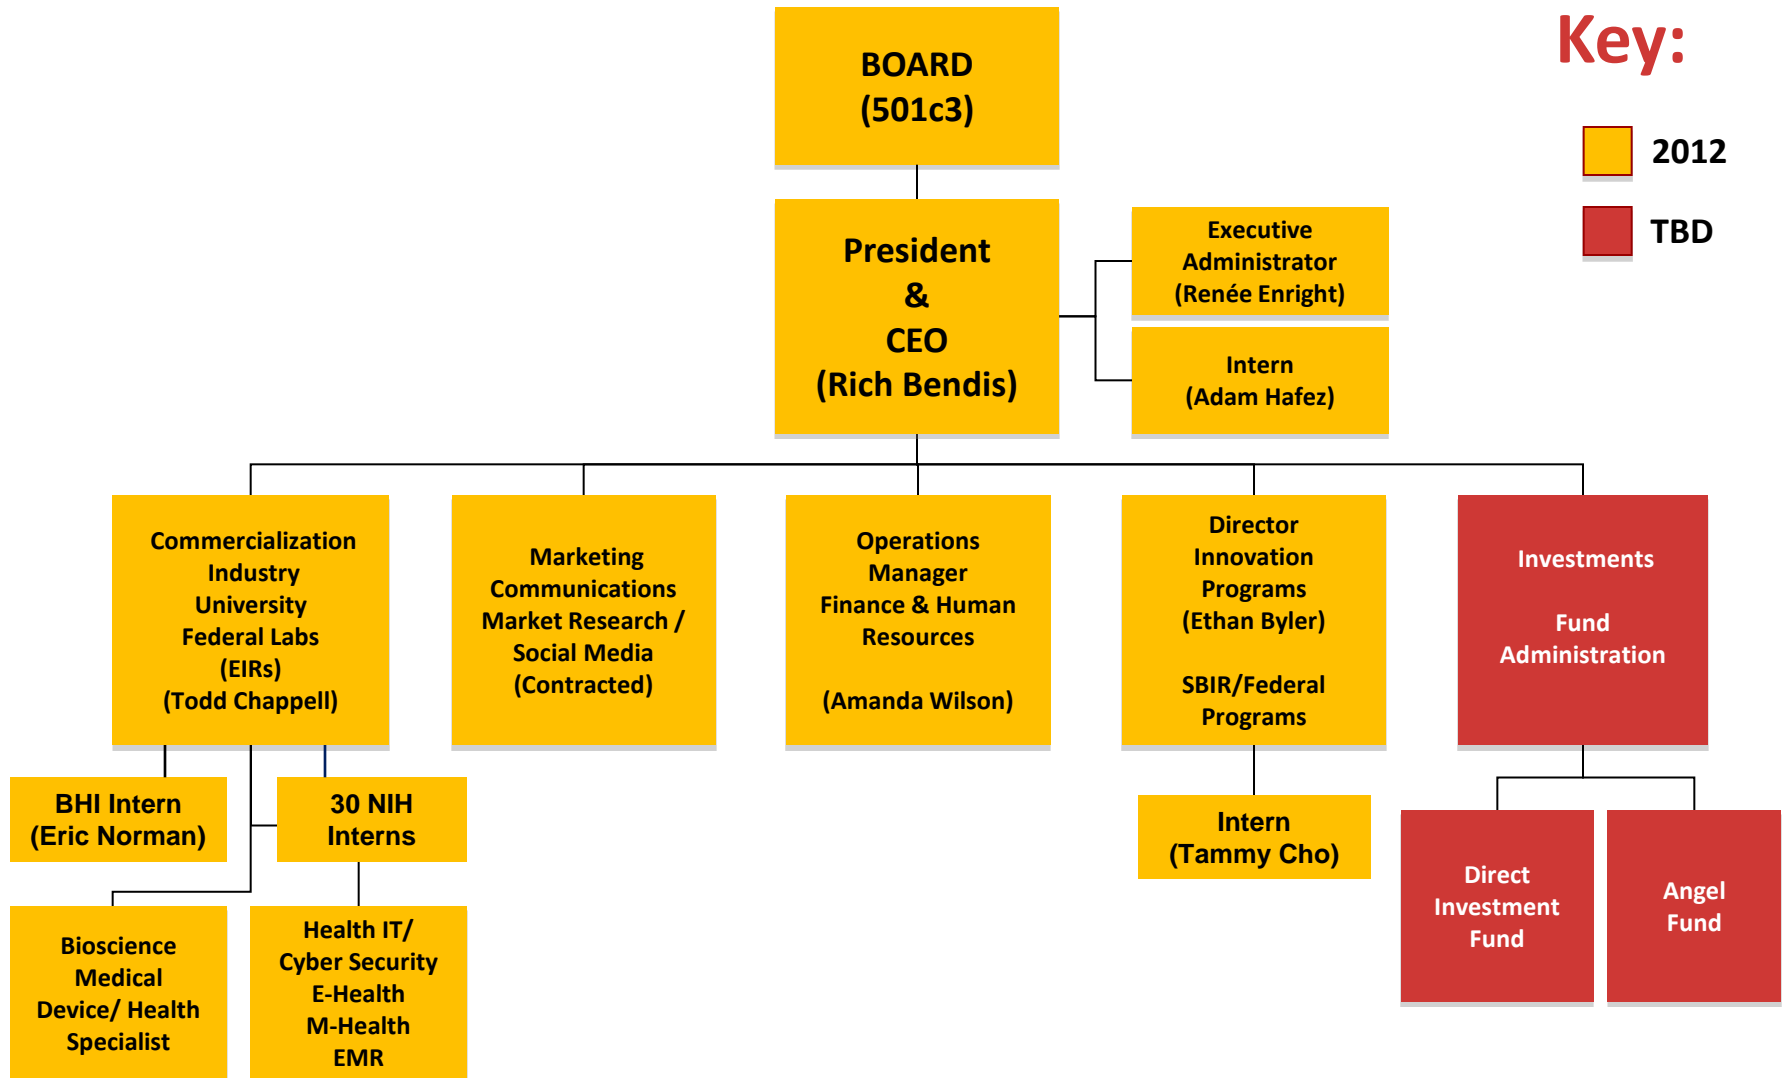 BOARD
(501c3)
Key:
2012
TBD
President
&
CEO
(Rich Bendis)
Executive
Administrator
(Renée Enright)
Intern
(Adam Hafez)
Commercialization
Industry
University
Federal Labs
(EIRs)
(Todd Chappell)
Marketing
Communications
Market Research /
Social Media
(Contracted)
Operations
Manager
Finance & Human
Resources
(Amanda Wilson)
Director
Innovation
Programs
(Ethan Byler)
SBIR/Federal
Programs
Investments
Fund
Administration
BHI Intern
(Eric Norman)
30 NIH
Interns
Intern
(Tammy Cho)
Direct
Investment
Fund
Angel
Fund
Bioscience
Medical
Device/ Health
Specialist
Health IT/
Cyber Security
E-Health
M-Health
EMR